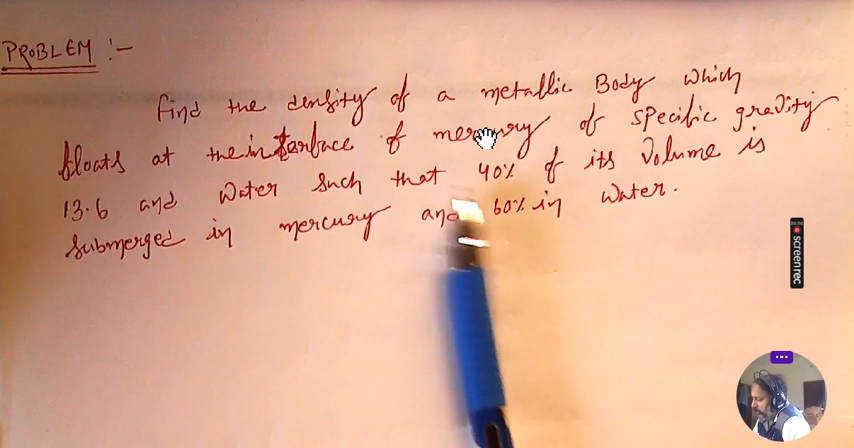 PROBLEM :-
Find the density of a metallic Body which
floats at the interface of mercury of specific gravity
13.6 and Water such that 40% of its Volume is
submerged in mercury and 60% in Water.
screenrec